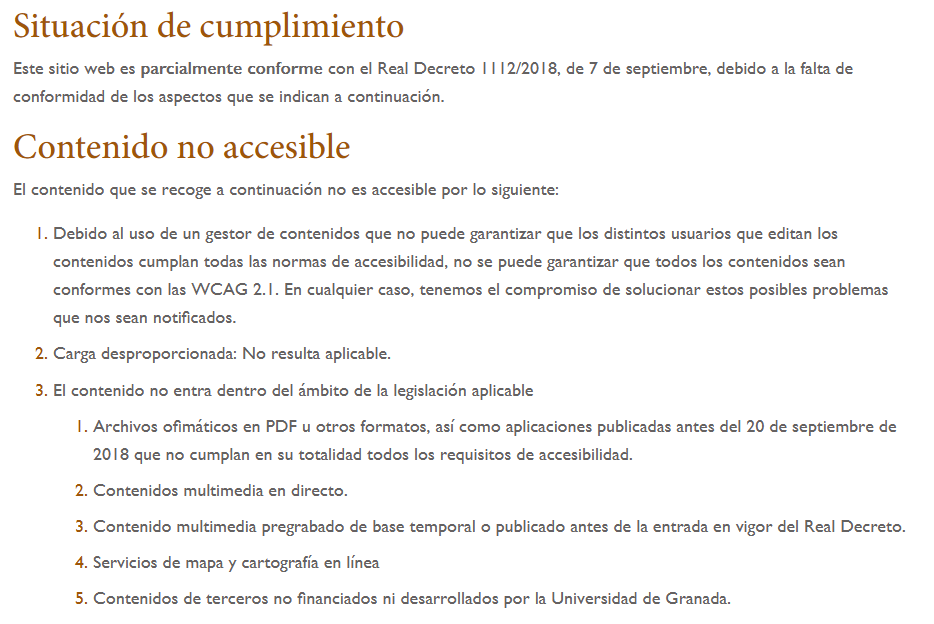 Situación de cumplimiento
Este sitio web es parcialmente conforme con el Real Decreto 1112/2018, de 7 de septiembre, debido a la falta de
conformidad de los aspectos que se indican a continuación.
Contenido no accesible
El contenido que se recoge a continuación no es accesible por lo siguiente:
1. Debido al uso de un gestor de contenidos que no puede garantizar que los distintos usuarios que editan los
contenidos cumplan todas las normas de accesibilidad, no se puede garantizar que todos los contenidos sean
conformes con las WCAG 2.1. En cualquier caso, tenemos el compromiso de solucionar estos posibles problemas
que nos sean notificados.
2. Carga desproporcionada: No resulta aplicable.
3. El contenido no entra dentro del ámbito de la legislación aplicable
1. Archivos ofimáticos en PDF u otros formatos, así como aplicaciones publicadas antes del 20 de septiembre de
2018 que no cumplan en su totalidad todos los requisitos de accesibilidad.
2. Contenidos multimedia en directo.
3. Contenido multimedia pregrabado de base temporal o publicado antes de la entrada en vigor del Real Decreto.
4. Servicios de mapa y cartografía en línea
5. Contenidos de terceros no financiados ni desarrollados por la Universidad de Granada.